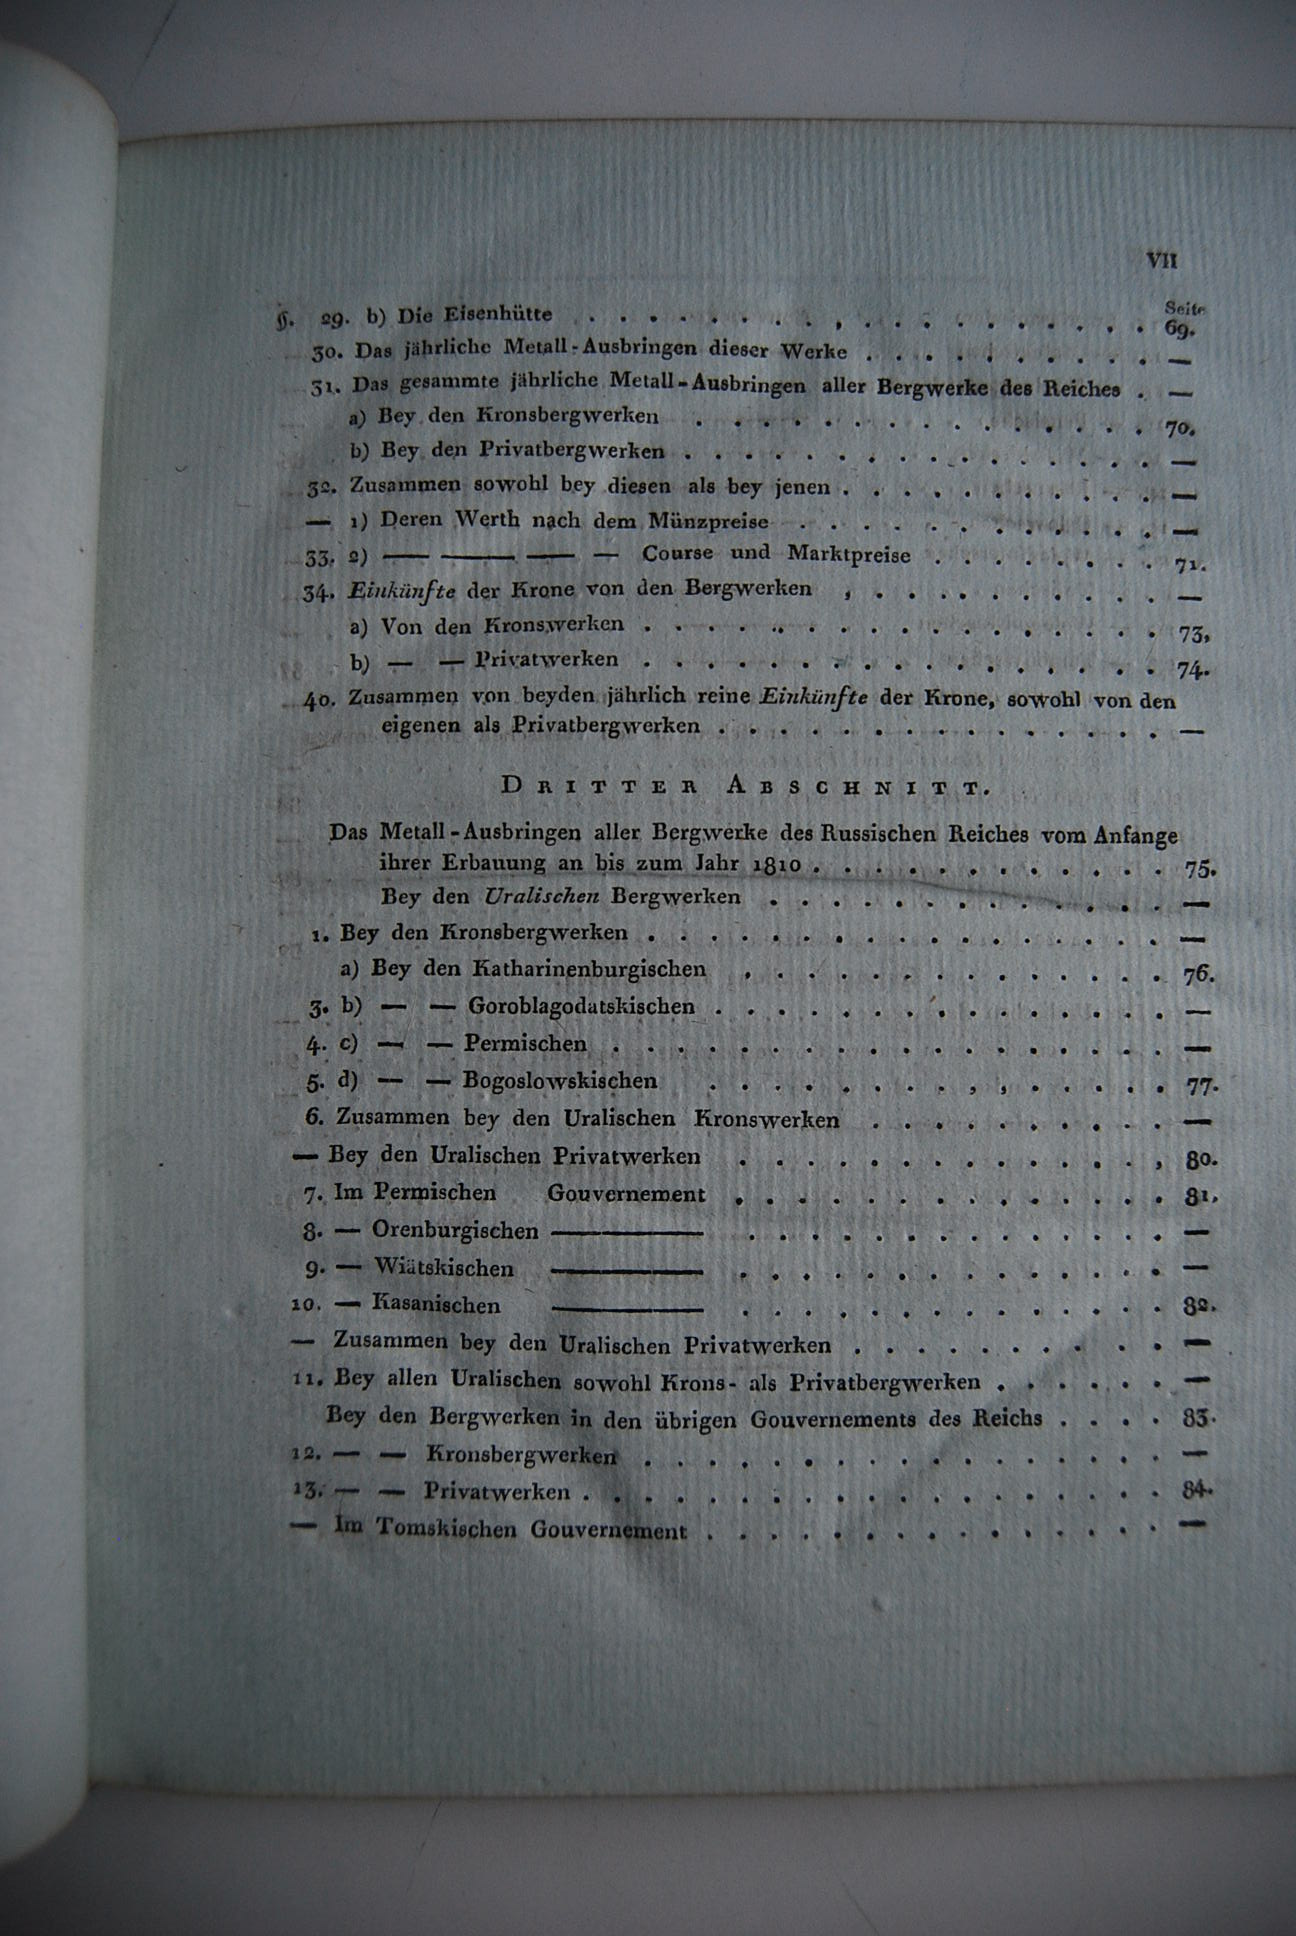 VII
Seite
§. 29. b) Die Eisenhütte . . . . . . . . . . . . . . . . . . 69.
30. Das jährliche Metall-Ausbringen dieser Werke . . . . . . . . . —
31. Das gesammte jährliche Metall-Ausbringen aller Bergwerke des Reiches . —
a) Bey den Kronsbergwerken . . . . . . . . . . . . . . 70.
b) Bey den Privatbergwerken . . . . . . . . . . . . . . . —
32. Zusammen sowohl bey diesen als bey jenen . . . . . . . . . . . —
— 1) Deren Werth nach dem Münzpreise . . . . . . . . . . . . —
33. 2) — — — — Course und Marktpreise . . . . . . . . 71.
34. Einkünfte der Krone von den Bergwerken , . . . . . . . . . . —
a) Von den Kronswerken . . . . . . . . . . . . . . . . 73,
b) — — Privatwerken . . . . . . . . . . . . . . . . 74.
40. Zusammen von beyden jährlich reine Einkünfte der Krone, sowohl von den
eigenen als Privatbergwerken . . . . . . . . . . . . . . . —
DRITTER ABSCHNITT.
Das Metall-Ausbringen aller Bergwerke des Russischen Reiches vom Anfange
ihrer Erbauung an bis zum Jahr 1810 . . . . . . . . . . . . 75.
Bey den Uralischen Bergwerken . . . . . . . . . . . . . —
1. Bey den Kronsbergwerken . . . . . . . . . . . . . . . . . —
a) Bey den Katharinenburgischen , . . . . . . . . . . . . . 76.
3. b) — — Goroblagodatskischen . . . . . . . . . . . . . . . —
4. c) — — Permischen . . . . . . . . . . . . . . . . . . —
5. d) — — Bogoslowskischen . . . . . . . . , , . . . . . 77.
6. Zusammen bey den Uralischen Kronswerken . . . . . . . . . . —
— Bey den Uralischen Privatwerken . . . . . . . . . . . . . , 80.
7. Im Permischen Gouvernement . . . . . . . . . . . . . . 81.
8. — Orenburgischen — . . . . . . . . . . . . . . —
9. — Wiätskischen — . . . . . . . . . . . . . . —
10. — Kasanischen — . . . . . . . . . . . . . . 82.
— Zusammen bey den Uralischen Privatwerken . . . . . . . . . . —
11. Bey allen Uralischen sowohl Krons- als Privatbergwerken . . . . . . —
Bey den Bergwerken in den übrigen Gouvernements des Reichs . . . . 83.
12. — — Kronsbergwerken . . . . . . . . . . . . . . . . . —
13. — — Privatwerken . . . . . . . . . . . . . . . . . . . 84.
— Im Tomskischen Gouvernement . . . . . . . . . . . . . . . —